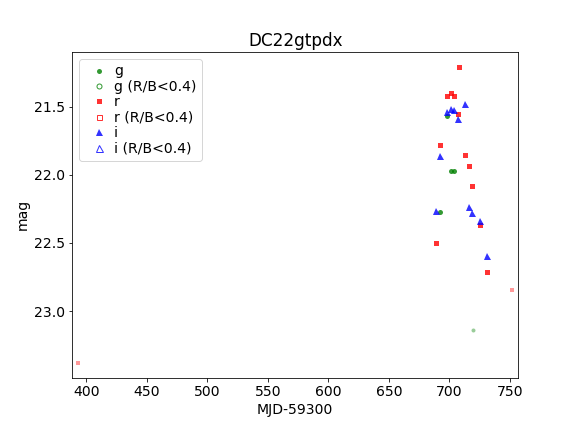 DC22gtpdx
g
g (R/B<0.4)
r
r (R/B<0.4)
i
i (R/B<0.4)
21.5
22.0
22.5
23.0
mag
400 450 500 550 600 650 700 750
MJD-59300